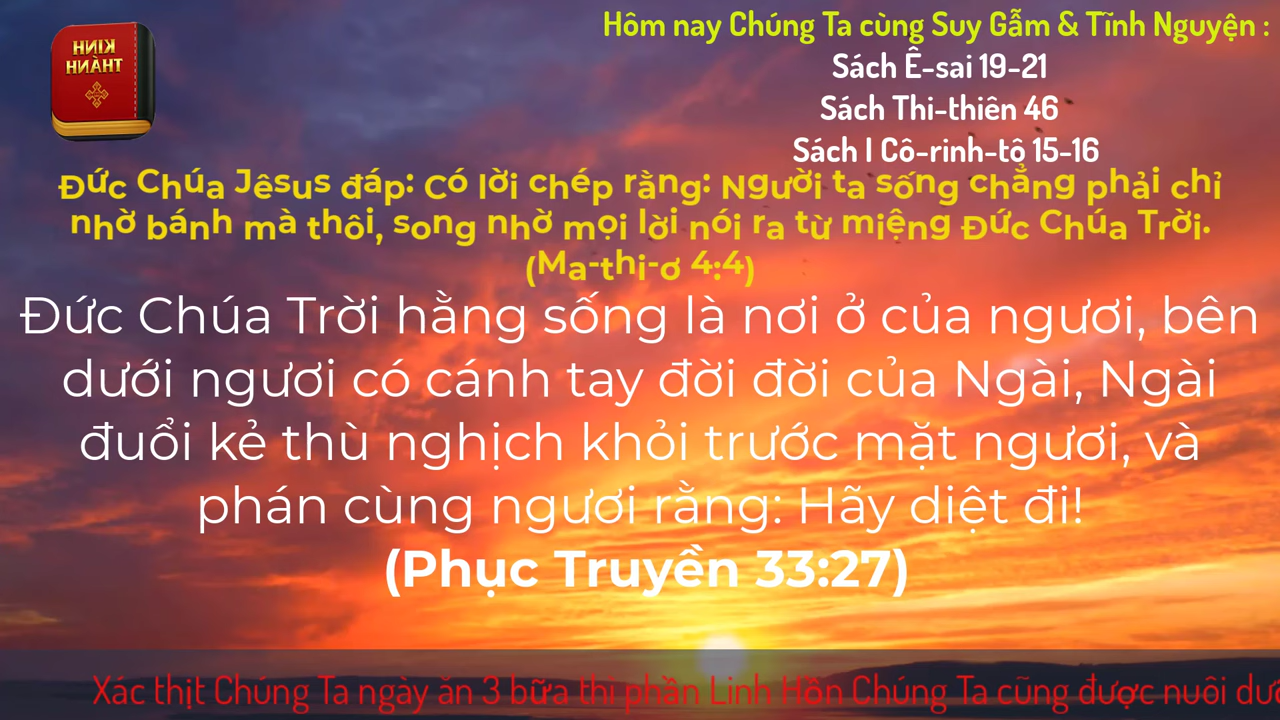 KINH
THÀNH
Hôm nay Chúng Ta cùng Suy Gẫm & Tĩnh Nguyện :
Sách Ê-sai 19-21
Sách Thi-thiên 46
Sách I Cô-rinh-tô 15-16
Đức Chúa Jêsus đáp: Có lời chép rằng: Người ta sống chẳng phải chỉ
nhờ bánh mà thôi, song nhờ mọi lời nói ra từ miệng Đức Chúa Trời.
(Ma-thi-ơ 4:4)
Đức Chúa Trời hằng sống là nơi ở của ngươi, bên
dưới ngươi có cánh tay đời đời của Ngài, Ngài
đuổi kẻ thù nghịch khỏi trước mặt ngươi, và
phán cùng ngươi rằng: Hãy diệt đi!
(Phục Truyền 33:27)
Xác thịt Chúng Ta ngày ăn 3 bữa thì phần Linh Hồn Chúng Ta cũng được nuôi